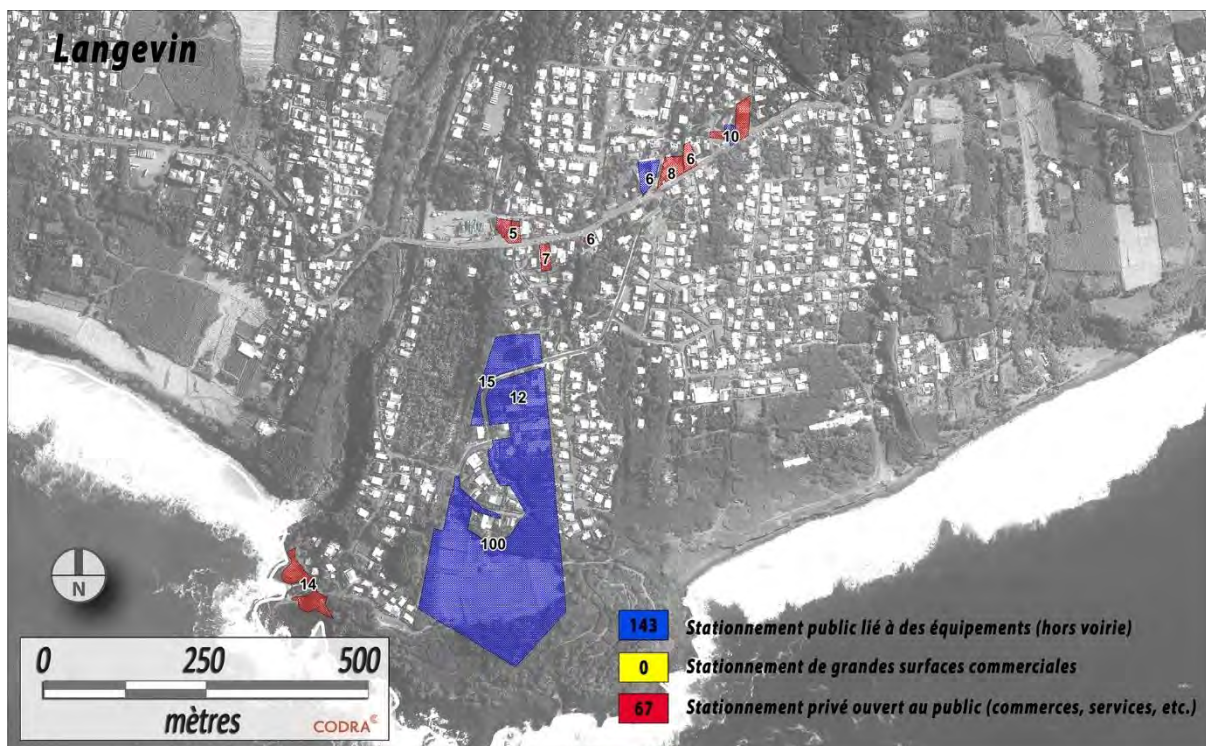 Langevin
10
6
8
6
5
6
7
15
12
100
14
N
0 250 500
mètres
CODRA©
143 Stationnement public lié à des équipements (hors voirie)
0 Stationnement de grandes surfaces commerciales
67 Stationnement privé ouvert au public (commerces, services, etc.)